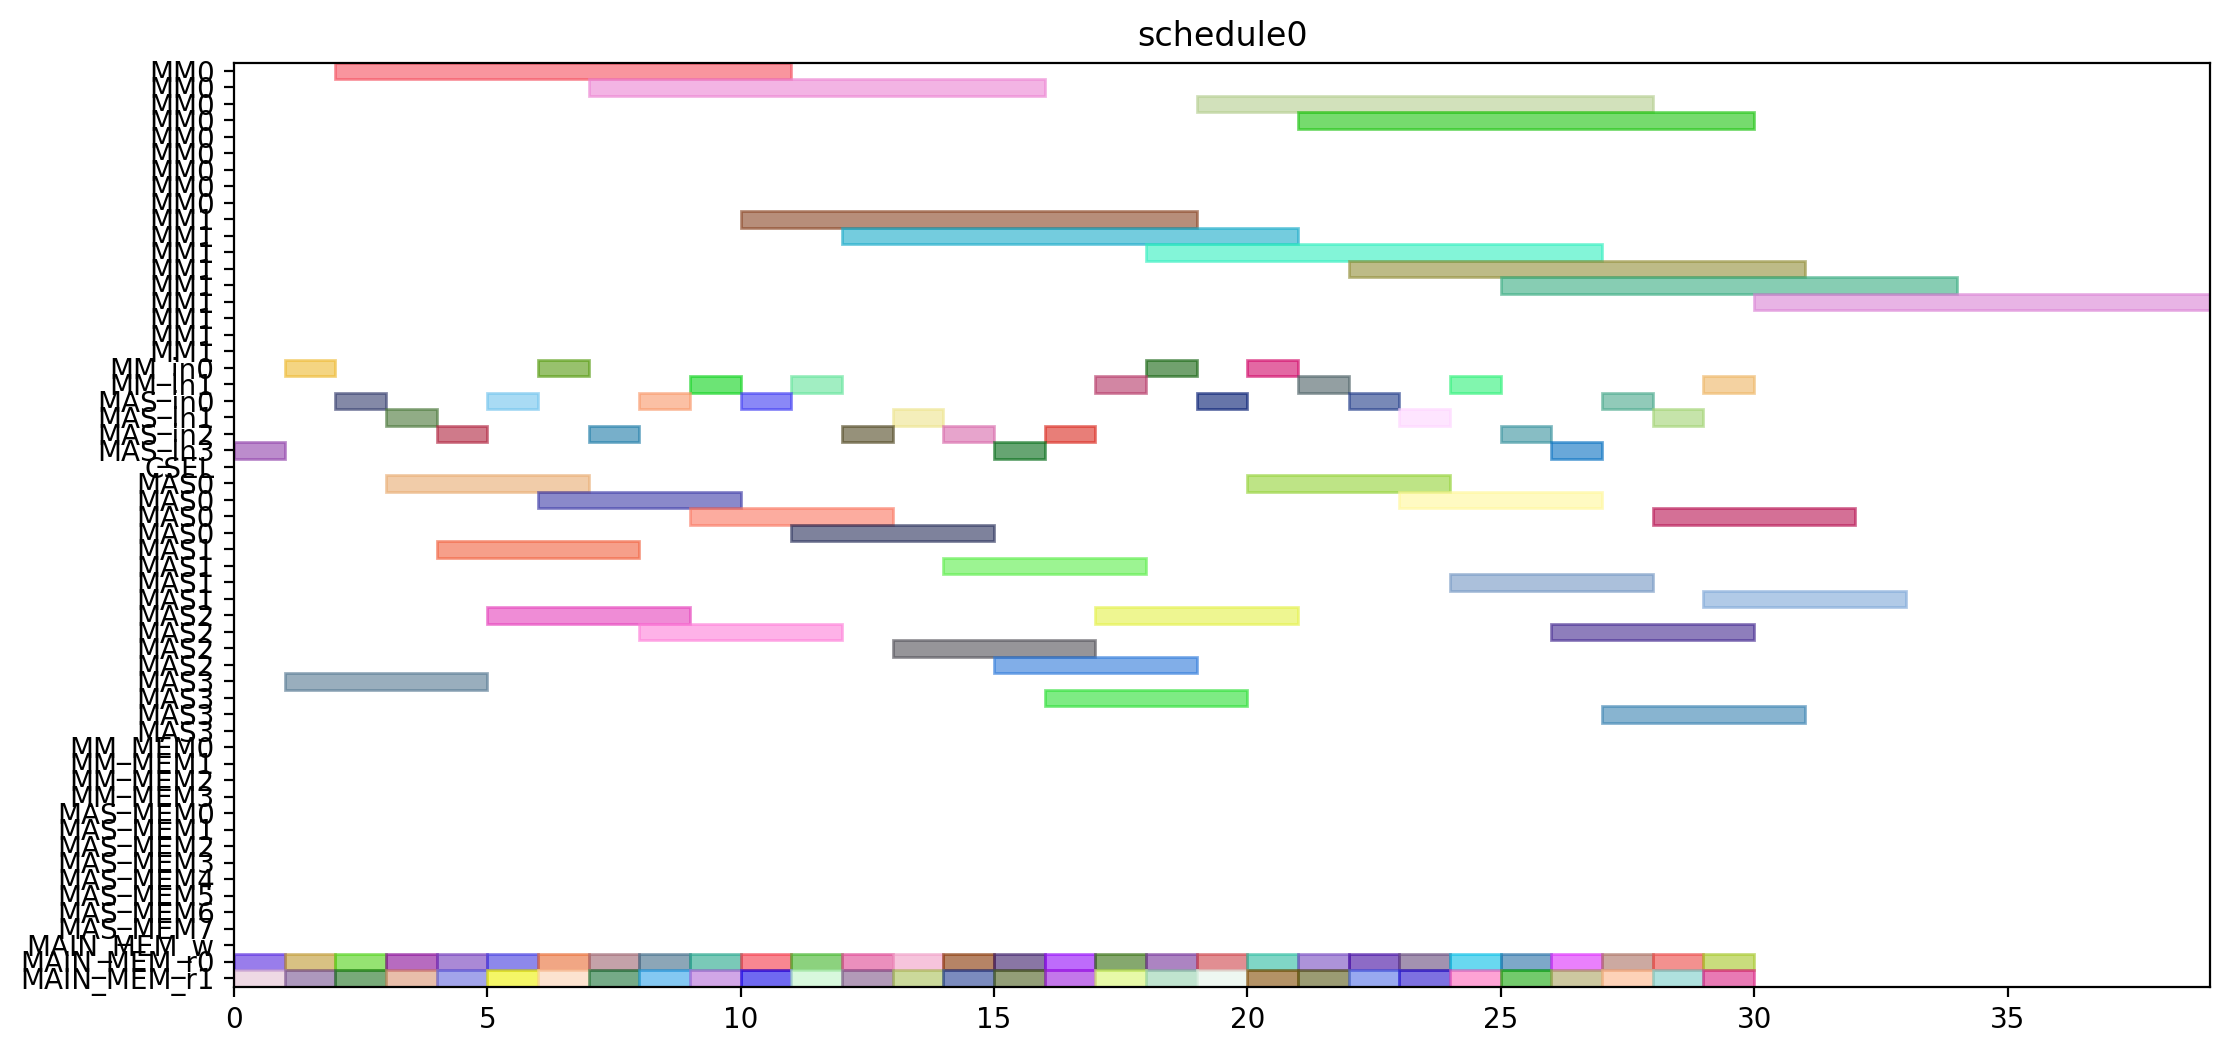 schedule0
MM0
MM0
MM0
MM0
MM0
MM0
MM0
MM0
MM0
MM1
MM1
MM1
MM1
MM1
MM1
MM1
MM1
MM1
MM_in0
MM_in1
MAS_in0
MAS_in1
MAS_in2
MAS_in3
CSEL
MAS0
MAS0
MAS0
MAS0
MAS1
MAS1
MAS1
MAS1
MAS2
MAS2
MAS2
MAS2
MAS3
MAS3
MAS3
MAS3
MM_MEM0
MM_MEM1
MM_MEM2
MM_MEM3
MAS_MEM0
MAS_MEM1
MAS_MEM2
MAS_MEM3
MAS_MEM4
MAS_MEM5
MAS_MEM6
MAS_MEM7
MAIN_MEM_w
MAIN_MEM_r0
MAIN_MEM_r1
0 5 10 15 20 25 30 35